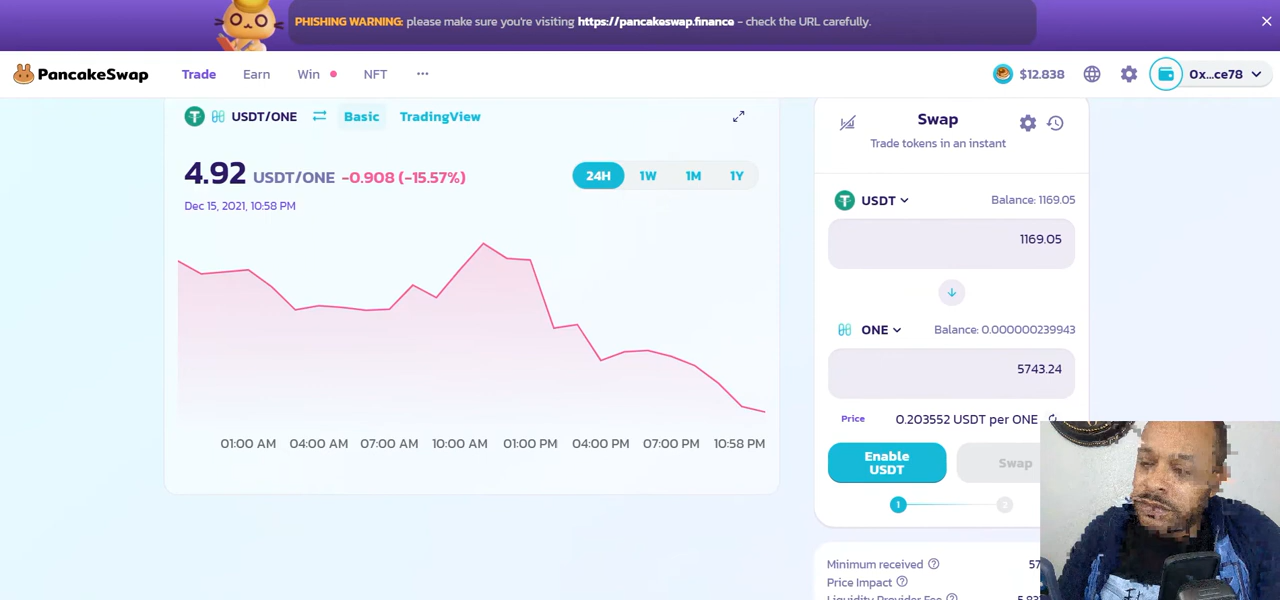 PHISHING WARNING: please make sure you're visiting https://pancakeswap.finance - check the URL carefully.
PancakeSwap Trade Earn Win NFT ... $12.838 0x...ce78
USDT/ONE Basic TradingView
4.92 USDT/ONE -0.908 (-15.57%)
24H 1W 1M 1Y
Dec 15, 2021, 10:58 PM
01:00 AM 04:00 AM 07:00 AM 10:00 AM 01:00 PM 04:00 PM 07:00 PM 10:58 PM
Swap
Trade tokens in an instant
USDT Balance: 1169.05
1169.05
ONE Balance: 0.000000239943
5743.24
Price 0.203552 USDT per ONE
Enable
USDT
Swap
1 2
Minimum received
Price Impact